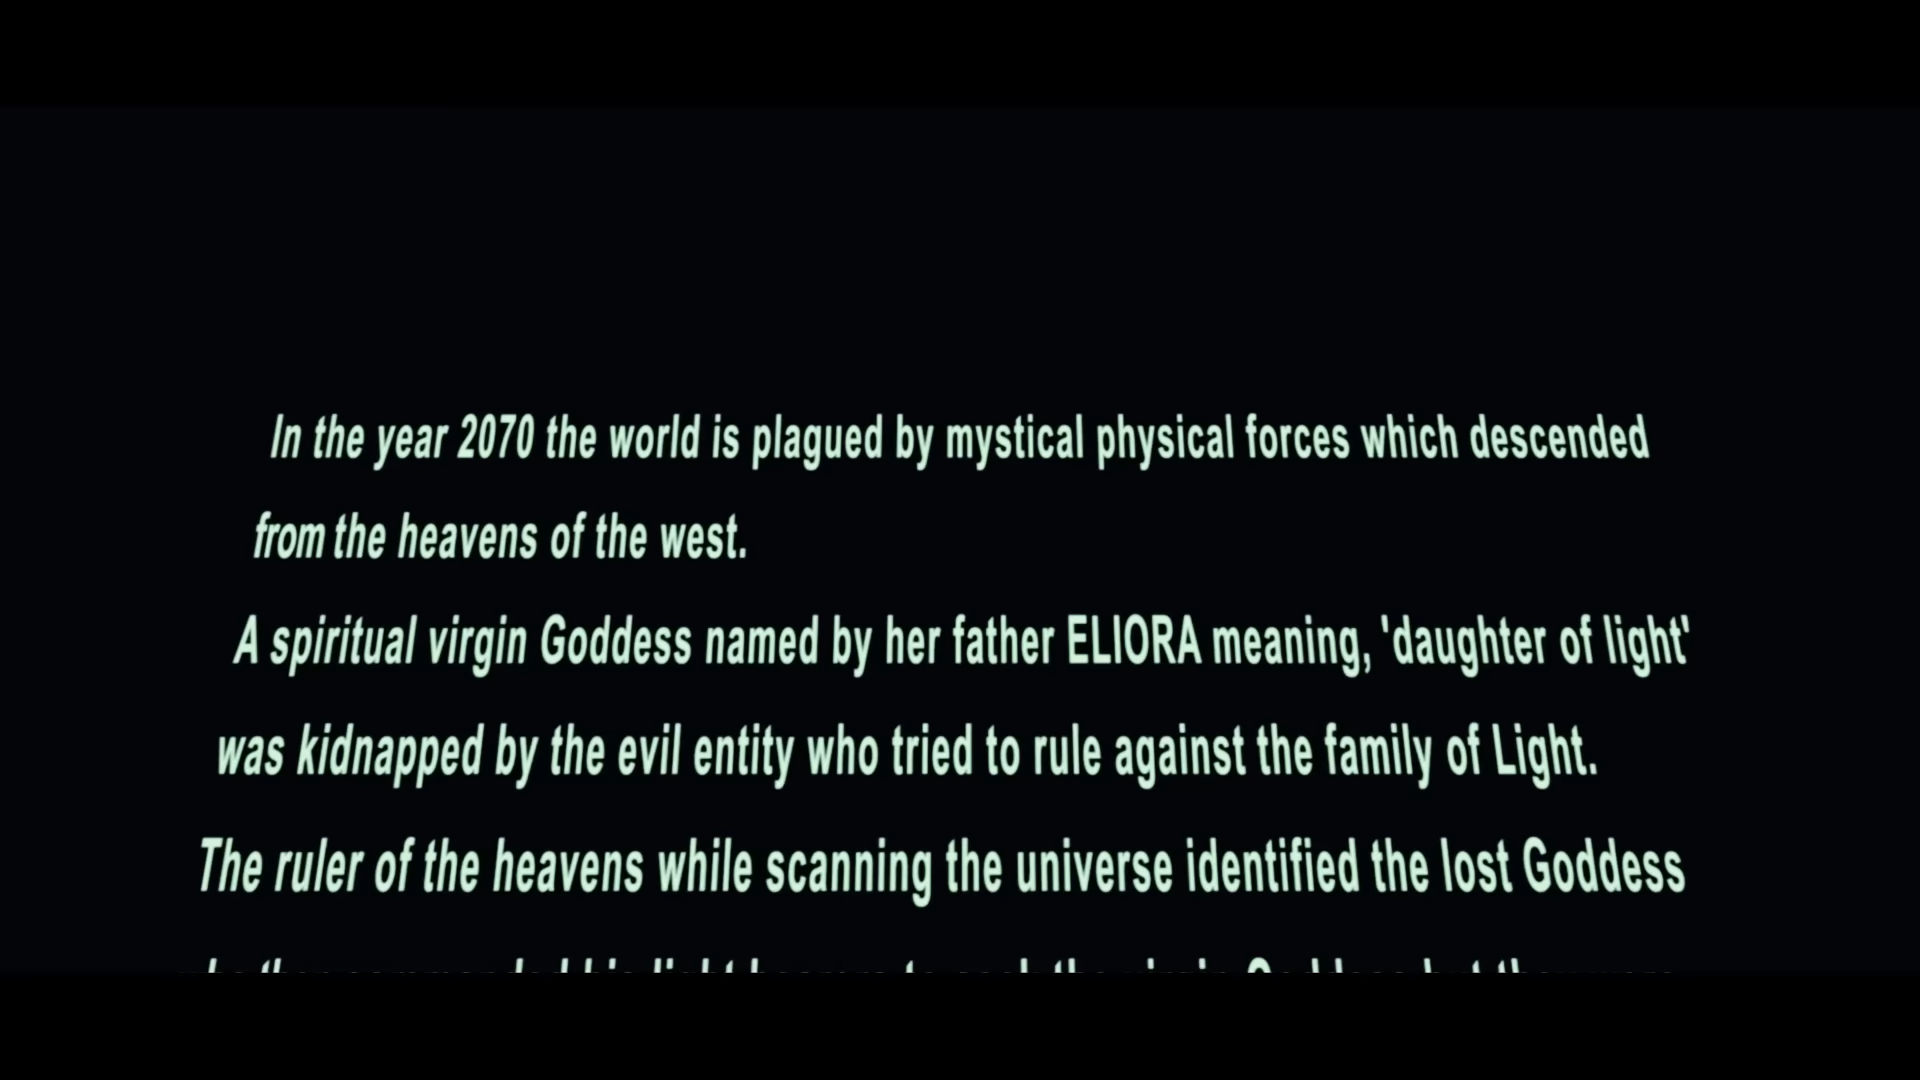 In the year 2070 the world is plagued by mystical physical forces which descended
from the heavens of the west.
A spiritual virgin Goddess named by her father ELIORA meaning, 'daughter of light'
was kidnapped by the evil entity who tried to rule against the family of Light.
The ruler of the heavens while scanning the universe identified the lost Goddess